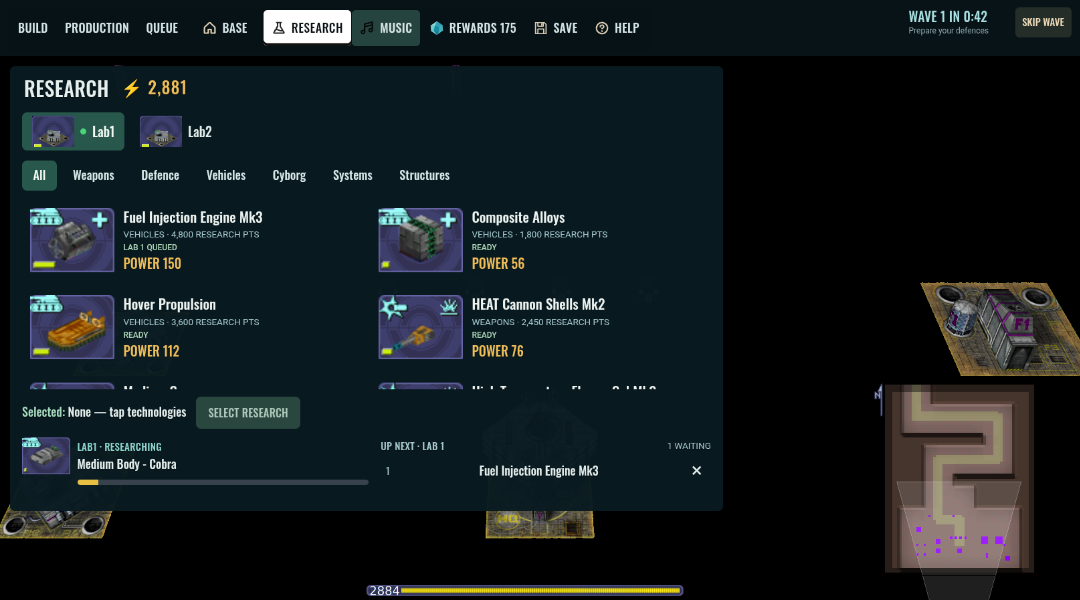 BUILD PRODUCTION QUEUE BASE RESEARCH MUSIC REWARDS 175 SAVE HELP
WAVE 1 IN 0:42
Prepare your defences
SKIP WAVE
RESEARCH 2,881
Lab1 Lab2
All Weapons Defence Vehicles Cyborg Systems Structures
Fuel Injection Engine Mk3
VEHICLES · 4,800 RESEARCH PTS
LAB 1 QUEUED
POWER 150
Composite Alloys
VEHICLES · 1,800 RESEARCH PTS
READY
POWER 56
Hover Propulsion
VEHICLES · 3,600 RESEARCH PTS
READY
POWER 112
HEAT Cannon Shells Mk2
WEAPONS · 2,450 RESEARCH PTS
READY
POWER 76
Selected: None — tap technologies
SELECT RESEARCH
LAB1 · RESEARCHING
Medium Body - Cobra
UP NEXT · LAB 1
1 WAITING
1 Fuel Injection Engine Mk3
F1
N
2884